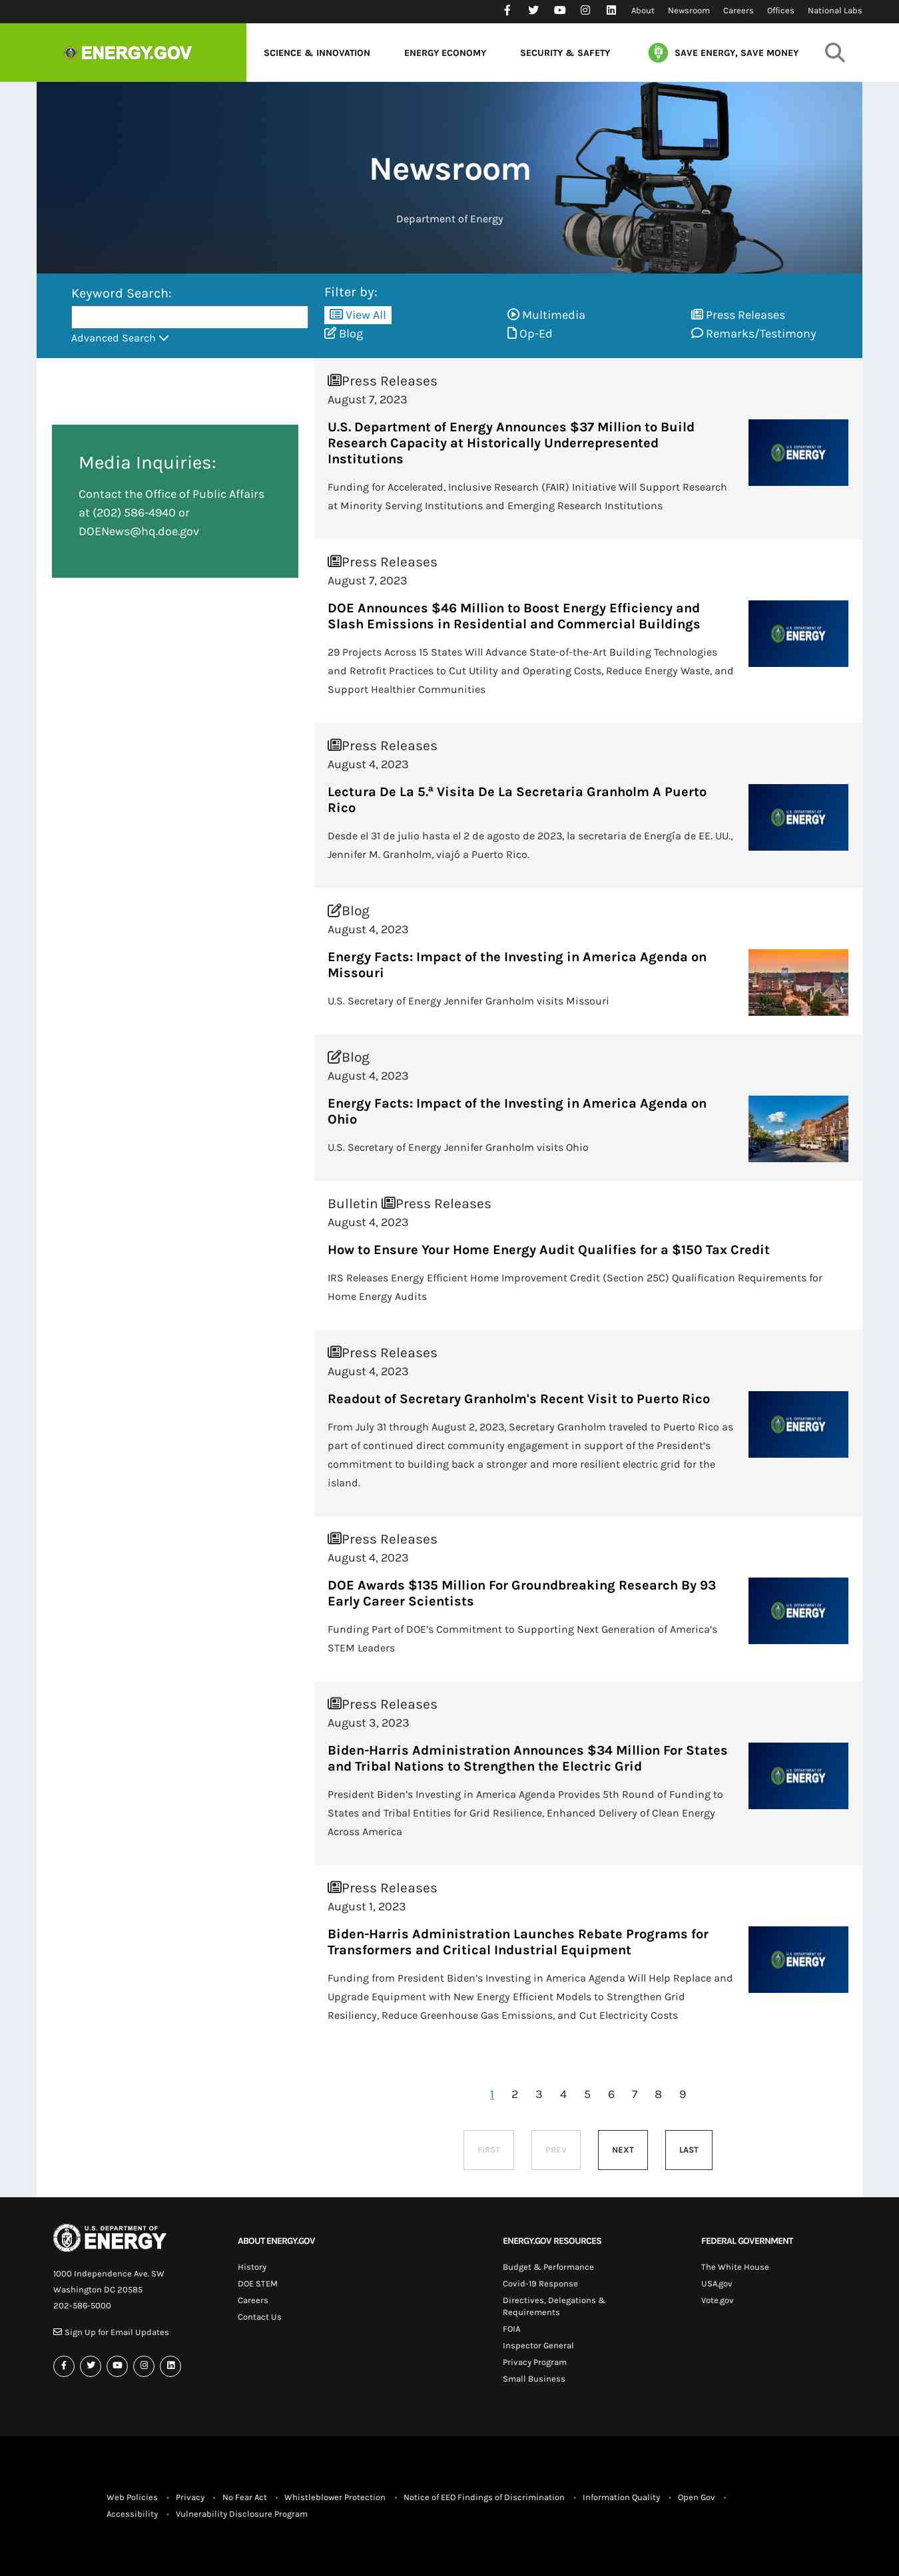 About Newsroom Careers Offices National Labs
ENERGY.GOV
SCIENCE & INNOVATION ENERGY ECONOMY SECURITY & SAFETY SAVE ENERGY, SAVE MONEY
Newsroom
Department of Energy
Keyword Search:
Advanced Search
Filter by:
View All Multimedia Press Releases
Blog Op-Ed Remarks/Testimony
Media Inquiries:
Contact the Office of Public Affairs
at (202) 586-4940 or
DOENews@hq.doe.gov
Press Releases
August 7, 2023
U.S. Department of Energy Announces $37 Million to Build
Research Capacity at Historically Underrepresented
Institutions
Funding for Accelerated, Inclusive Research (FAIR) Initiative Will Support Research
at Minority Serving Institutions and Emerging Research Institutions
U.S. DEPARTMENT OF
ENERGY
Press Releases
August 7, 2023
DOE Announces $46 Million to Boost Energy Efficiency and
Slash Emissions in Residential and Commercial Buildings
29 Projects Across 15 States Will Advance State-of-the-Art Building Technologies
and Retrofit Practices to Cut Utility and Operating Costs, Reduce Energy Waste, and
Support Healthier Communities
U.S. DEPARTMENT OF
ENERGY
Press Releases
August 4, 2023
Lectura De La 5.ª Visita De La Secretaria Granholm A Puerto
Rico
Desde el 31 de julio hasta el 2 de agosto de 2023, la secretaria de Energía de EE. UU.,
Jennifer M. Granholm, viajó a Puerto Rico.
U.S. DEPARTMENT OF
ENERGY
Blog
August 4, 2023
Energy Facts: Impact of the Investing in America Agenda on
Missouri
U.S. Secretary of Energy Jennifer Granholm visits Missouri
Blog
August 4, 2023
Energy Facts: Impact of the Investing in America Agenda on
Ohio
U.S. Secretary of Energy Jennifer Granholm visits Ohio
Bulletin Press Releases
August 4, 2023
How to Ensure Your Home Energy Audit Qualifies for a $150 Tax Credit
IRS Releases Energy Efficient Home Improvement Credit (Section 25C) Qualification Requirements for
Home Energy Audits
Press Releases
August 4, 2023
Readout of Secretary Granholm's Recent Visit to Puerto Rico
From July 31 through August 2, 2023, Secretary Granholm traveled to Puerto Rico as
part of continued direct community engagement in support of the President's
commitment to building back a stronger and more resilient electric grid for the
island.
U.S. DEPARTMENT OF
ENERGY
Press Releases
August 4, 2023
DOE Awards $135 Million For Groundbreaking Research By 93
Early Career Scientists
Funding Part of DOE's Commitment to Supporting Next Generation of America's
STEM Leaders
U.S. DEPARTMENT OF
ENERGY
Press Releases
August 3, 2023
Biden-Harris Administration Announces $34 Million For States
and Tribal Nations to Strengthen the Electric Grid
President Biden's Investing in America Agenda Provides 5th Round of Funding to
States and Tribal Entities for Grid Resilience, Enhanced Delivery of Clean Energy
Across America
U.S. DEPARTMENT OF
ENERGY
Press Releases
August 1, 2023
Biden-Harris Administration Launches Rebate Programs for
Transformers and Critical Industrial Equipment
Funding from President Biden's Investing in America Agenda Will Help Replace and
Upgrade Equipment with New Energy Efficient Models to Strengthen Grid
Resiliency, Reduce Greenhouse Gas Emissions, and Cut Electricity Costs
U.S. DEPARTMENT OF
ENERGY
1 2 3 4 5 6 7 8 9
FIRST PREV NEXT LAST
U.S. DEPARTMENT OF
ENERGY
1000 Independence Ave. SW
Washington DC 20585
202-586-5000
Sign Up for Email Updates
ABOUT ENERGY.GOV
History
DOE STEM
Careers
Contact Us
ENERGY.GOV RESOURCES
Budget & Performance
Covid-19 Response
Directives, Delegations &
Requirements
FOIA
Inspector General
Privacy Program
Small Business
FEDERAL GOVERNMENT
The White House
USA.gov
Vote.gov
Web Policies • Privacy • No Fear Act • Whistleblower Protection • Notice of EEO Findings of Discrimination • Information Quality • Open Gov •
Accessibility • Vulnerability Disclosure Program